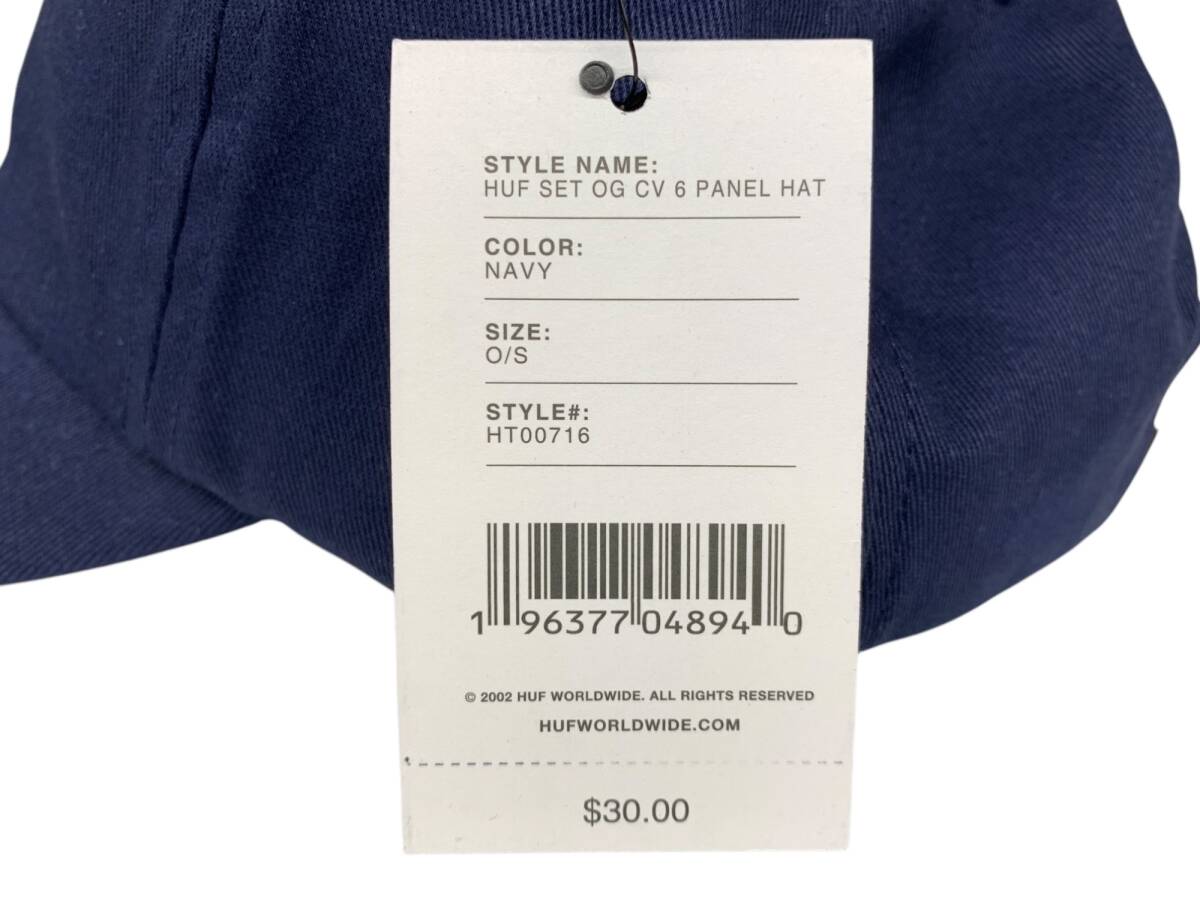 STYLE NAME:
HUF SET OG CV 6 PANEL HAT
COLOR:
NAVY
SIZE:
O/S
STYLE#:
HT00716
1 96377 04894 0
© 2002 HUF WORLDWIDE. ALL RIGHTS RESERVED
HUFWORLDWIDE.COM
$30.00